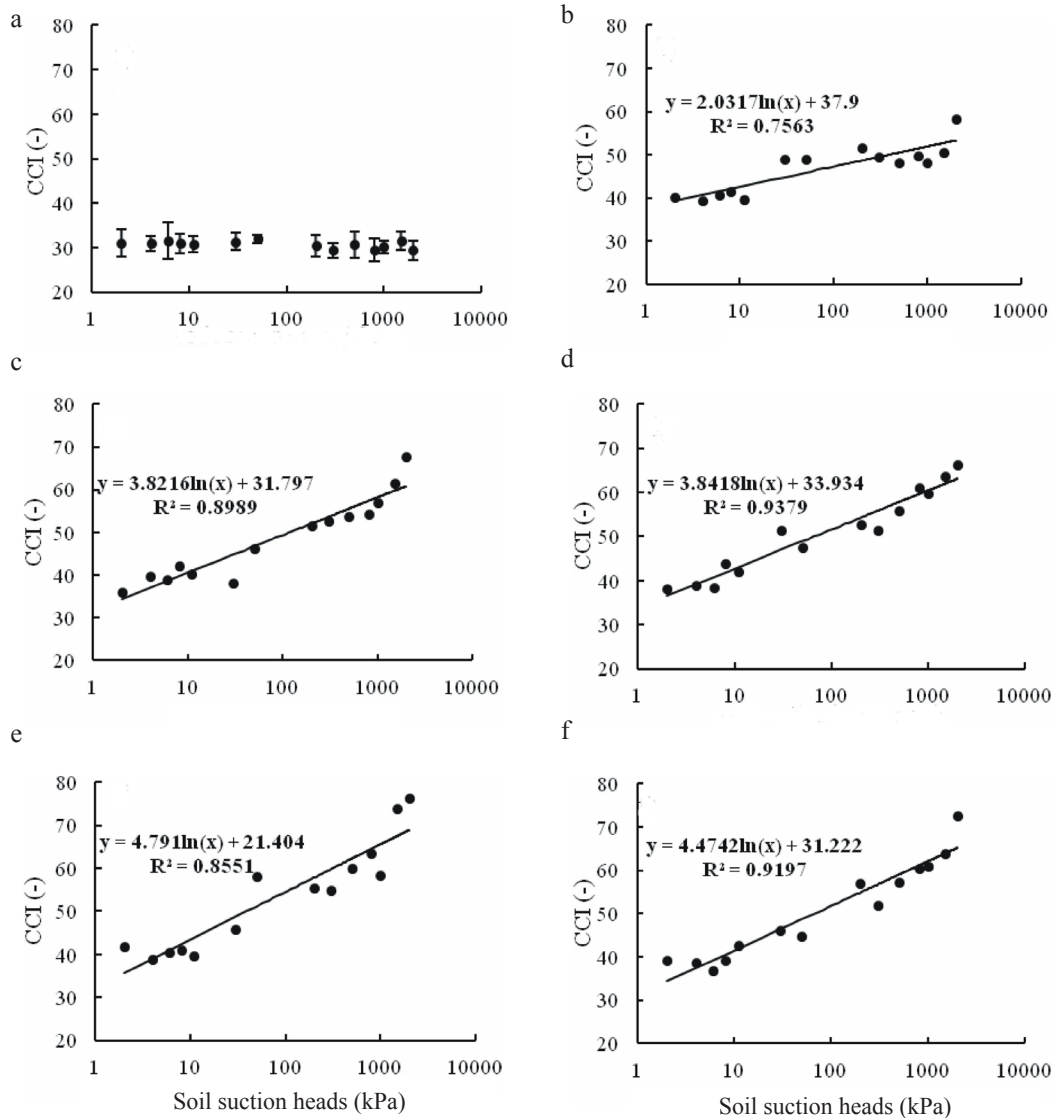 a
80
70
60
50
40
30
20
CCI (-)
1 10 100 1000 10000
b
80
70
60
50
40
30
20
CCI (-)
y = 2.0317ln(x) + 37.9
R² = 0.7563
1 10 100 1000 10000
c
80
70
60
50
40
30
20
CCI (-)
y = 3.8216ln(x) + 31.797
R² = 0.8989
1 10 100 1000 10000
d
80
70
60
50
40
30
20
CCI (-)
y = 3.8418ln(x) + 33.934
R² = 0.9379
1 10 100 1000 10000
e
80
70
60
50
40
30
20
CCI (-)
y = 4.791ln(x) + 21.404
R² = 0.8551
1 10 100 1000 10000
Soil suction heads (kPa)
f
80
70
60
50
40
30
20
CCI (-)
y = 4.4742ln(x) + 31.222
R² = 0.9197
1 10 100 1000 10000
Soil suction heads (kPa)